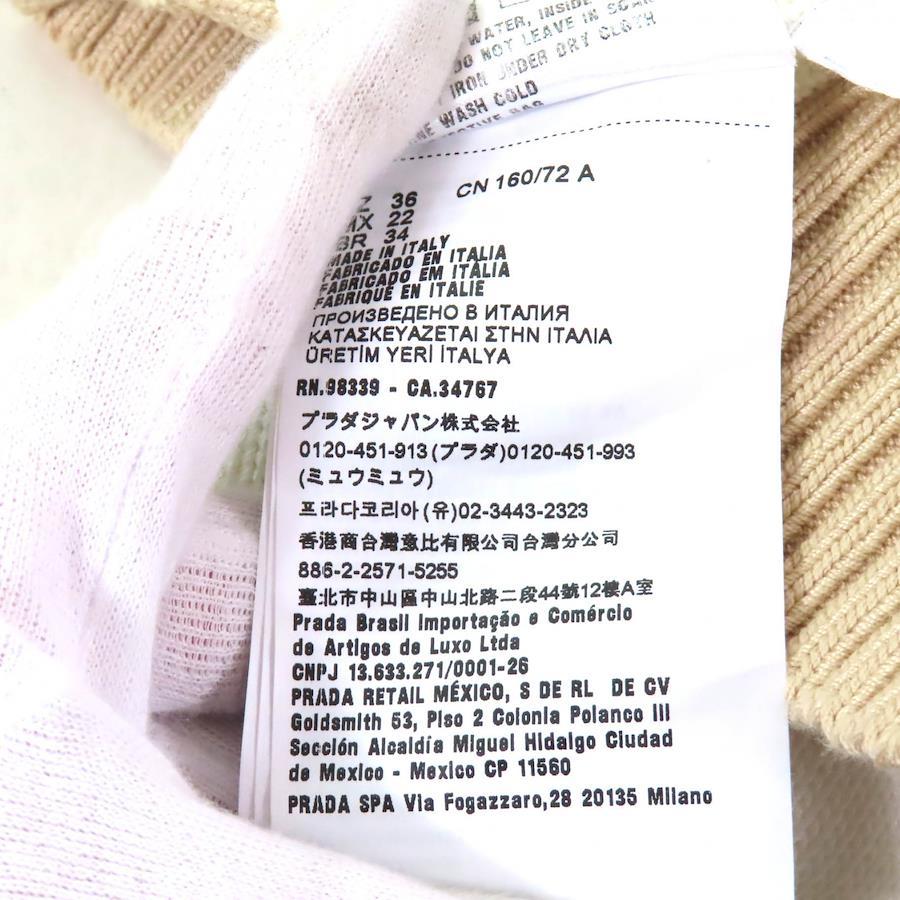 WATER, INSIDE
DO NOT LEAVE IN
IRON UNDER DRY CLOTH
WASH COLD
CN 160/72 A
36
MX 22
BR 34
MADE IN ITALY
FABRICADO EN ITALIA
FABRICADO EM ITÁLIA
FABRIQUÉ EN ITALIE
ПРОИЗВЕДЕНО В ИТАЛИЯ
ΚΑΤΑΣΚΕΥΑΖΕΤΑΙ ΣΤΗΝ ΙΤΑΛΙΑ
ÜRETİM YERİ İTALYA
RN.98339 - CA.34767
プラダジャパン株式会社
0120-451-913(プラダ)0120-451-993
(ミュウミュウ)
프라다코리아(유)02-3443-2323
香港商台灣意比有限公司台灣分公司
886-2-2571-5255
臺北市中山區中山北路二段44號12樓A室
Prada Brasil Importação e Comércio
de Artigos de Luxo Ltda
CNPJ 13.633.271/0001-26
PRADA RETAIL MÉXICO, S DE RL DE CV
Goldsmith 53, Piso 2 Colonia Polanco III
Sección Alcaldía Miguel Hidalgo Ciudad
de Mexico - Mexico CP 11560
PRADA SPA Via Fogazzaro,28 20135 Milano